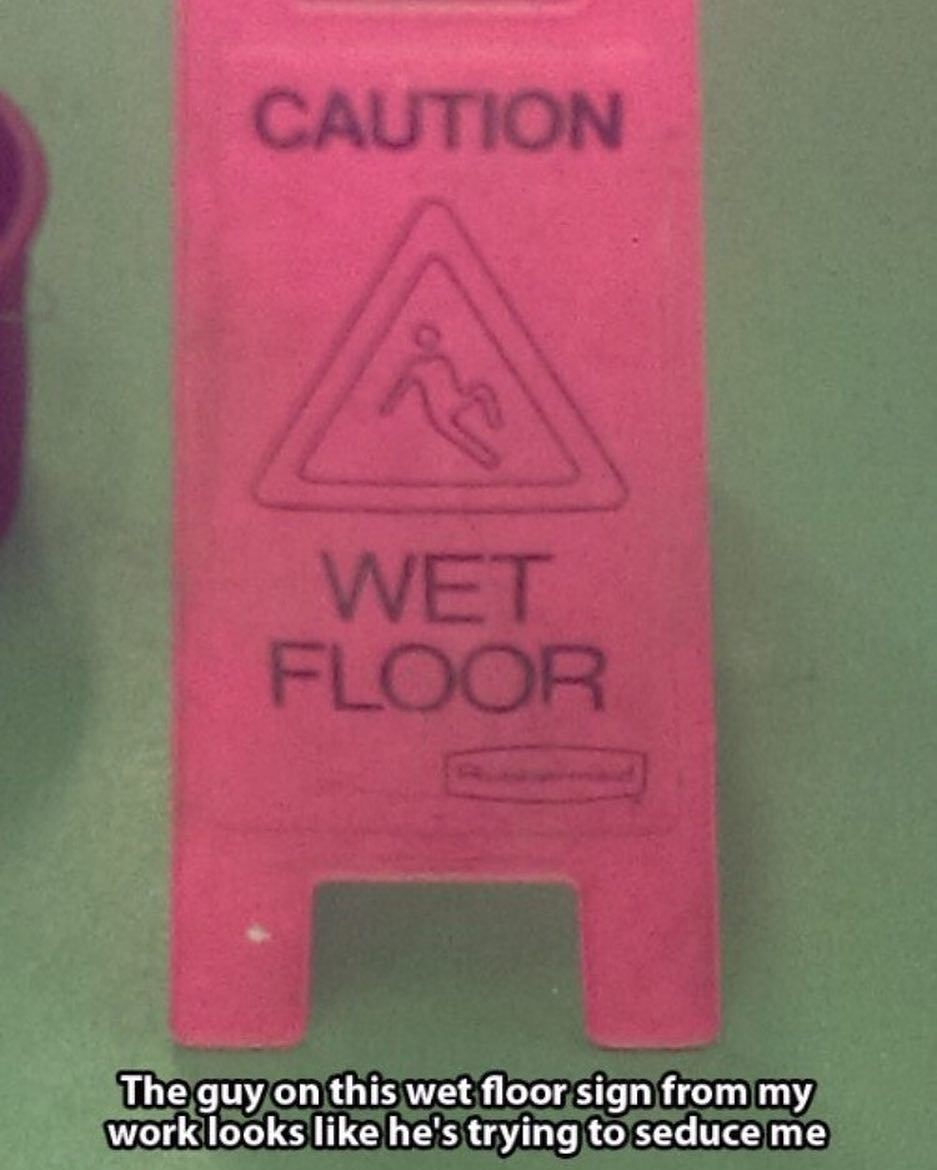 CAUTION
WET
FLOOR
Rubbermaid
The guy on this wet floor sign from my
work looks like he's trying to seduce me